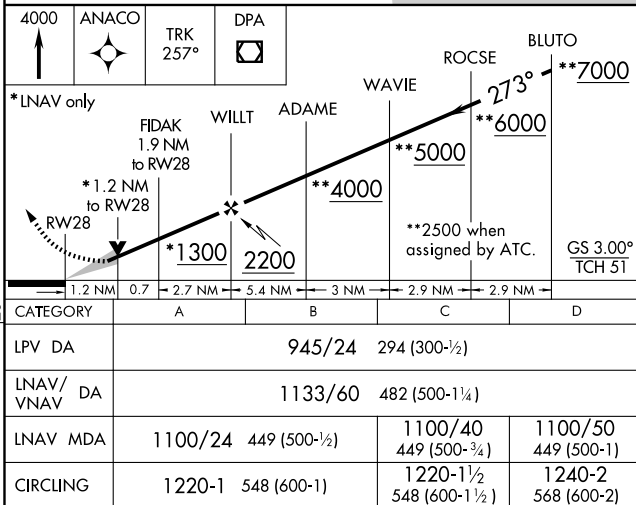 4000 ANACO TRK 257° DPA
*LNAV only
BLUTO
**7000
ROCSE
273°
**6000
WAVIE
**5000
ADAME
**4000
WILLT
2200
FIDAK
1.9 NM
to RW28
*1300
*1.2 NM
to RW28
RW28
**2500 when
assigned by ATC.
GS 3.00°
TCH 51
1.2 NM 0.7 2.7 NM 5.4 NM 3 NM 2.9 NM 2.9 NM
CATEGORY A B C D
LPV DA 945/24 294 (300-½)
LNAV/VNAV DA 1133/60 482 (500-1¼)
LNAV MDA 1100/24 449 (500-½) 1100/40 449 (500-¾) 1100/50 449 (500-1)
CIRCLING 1220-1 548 (600-1) 1220-1½ 548 (600-1½) 1240-2 568 (600-2)